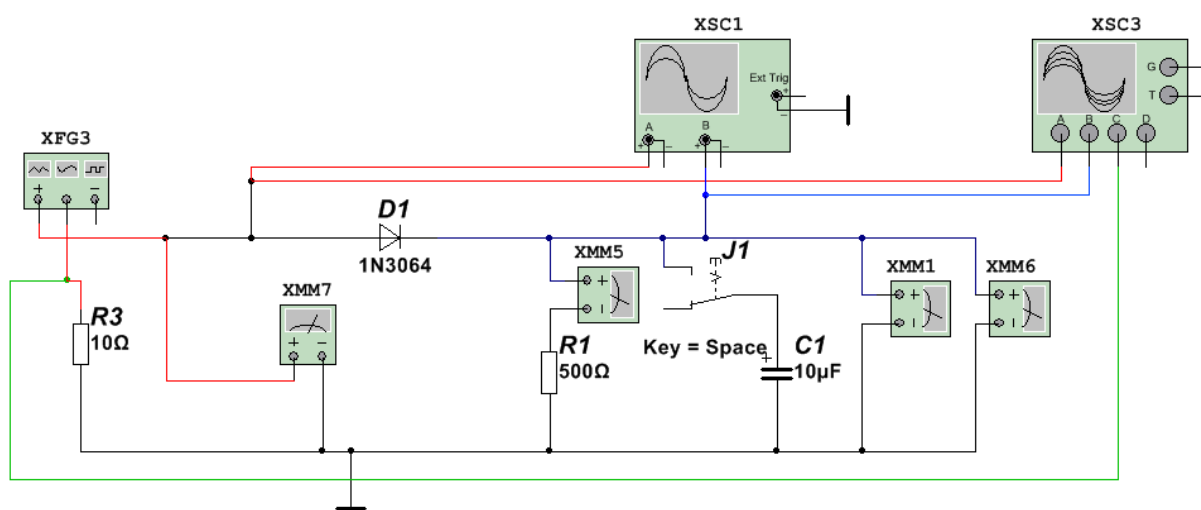 XSC1
XSC3
Ext Trig
+
−
A
B
+
−
+
−
G
T
A
B
C
D
XFG3
+
−
D1
1N3064
J1
XMM5
+
XMM1
+
XMM6
+
XMM7
+
−
R3
10Ω
R1
500Ω
Key = Space
+
C1
10µF